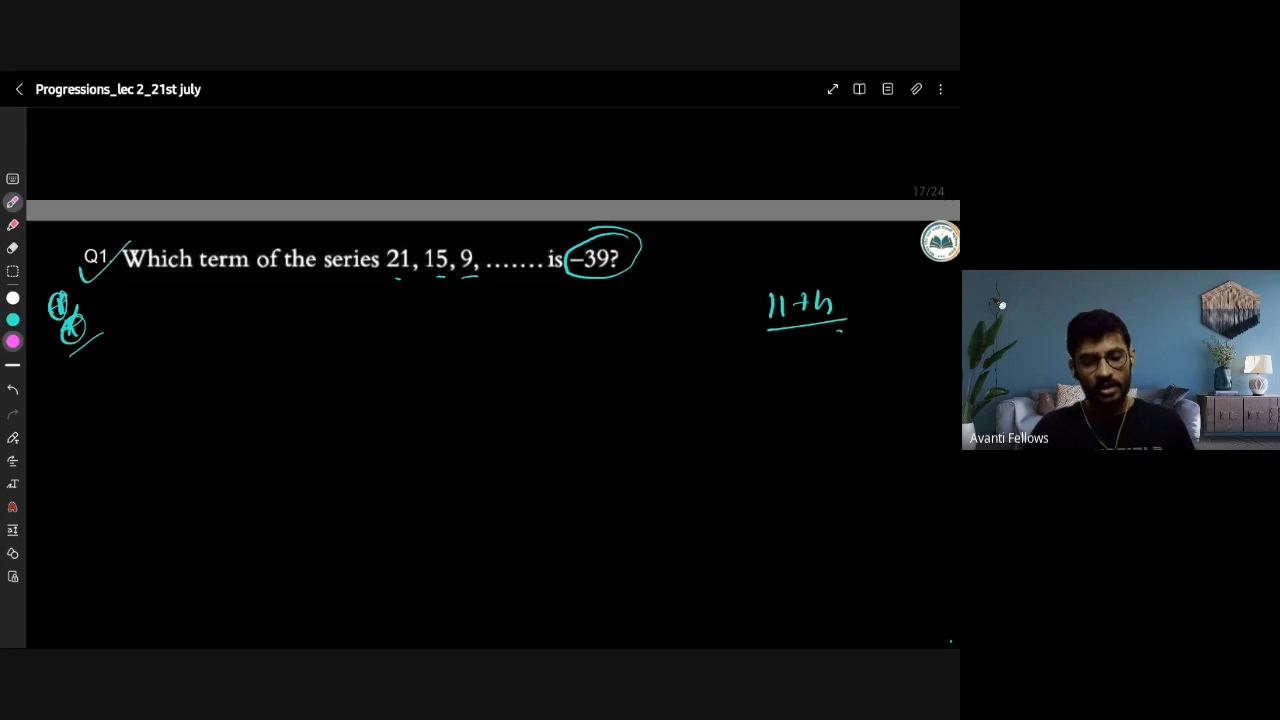 Progressions_lec 2_21st july
17/24
Q1. Which term of the series 21, 15, 9, ....... is –39?
11th
Avanti Fellows